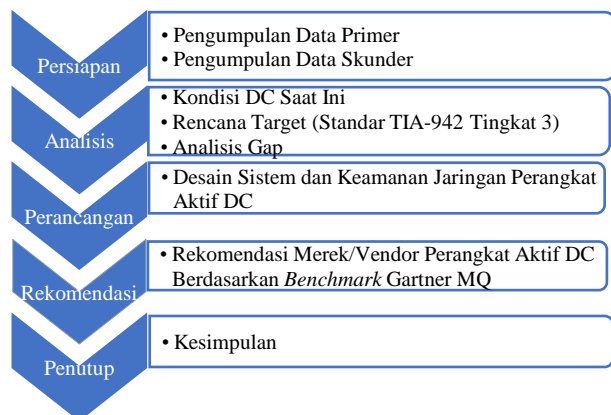 Persiapan
• Pengumpulan Data Primer
• Pengumpulan Data Skunder
Analisis
• Kondisi DC Saat Ini
• Rencana Target (Standar TIA-942 Tingkat 3)
• Analisis Gap
Perancangan
• Desain Sistem dan Keamanan Jaringan Perangkat
Aktif DC
Rekomendasi
• Rekomendasi Merek/Vendor Perangkat Aktif DC
Berdasarkan Benchmark Gartner MQ
Penutup
• Kesimpulan